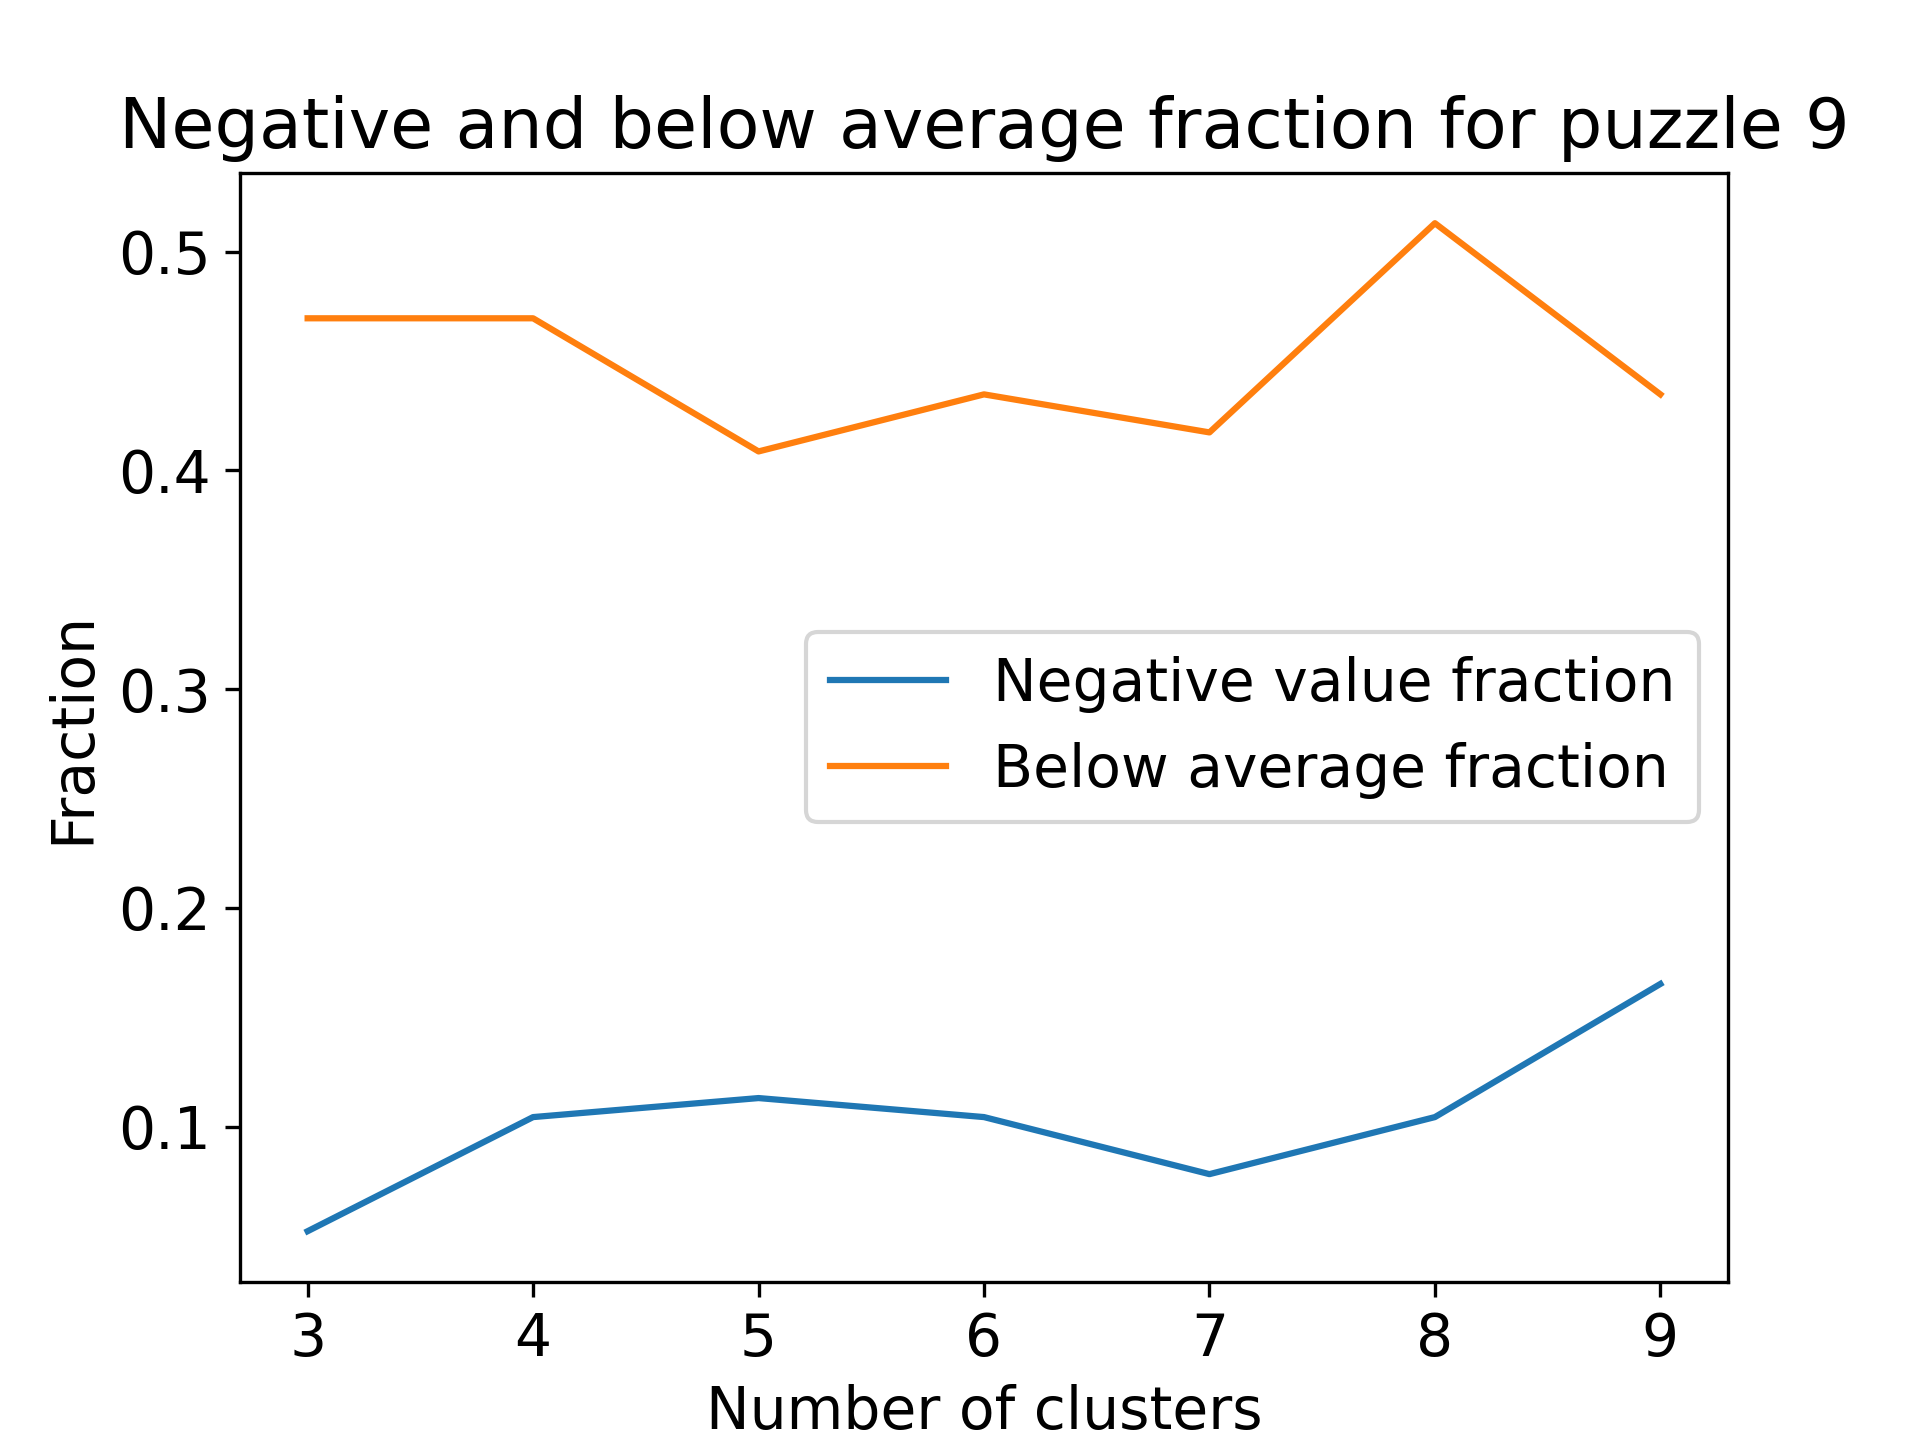 Negative and below average fraction for puzzle 9
0.5
0.4
0.3
0.2
0.1
Fraction
Negative value fraction
Below average fraction
3 4 5 6 7 8 9
Number of clusters